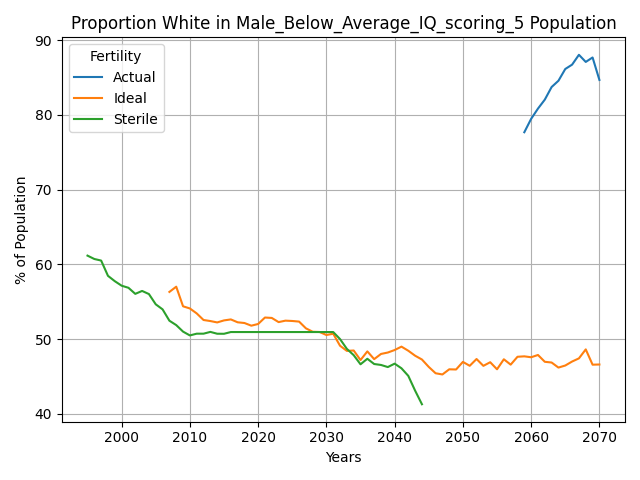 Proportion White in Male_Below_Average_IQ_scoring_5 Population
Fertility
Actual
Ideal
Sterile
% of Population
90
80
70
60
50
40
2000 2010 2020 2030 2040 2050 2060 2070
Years